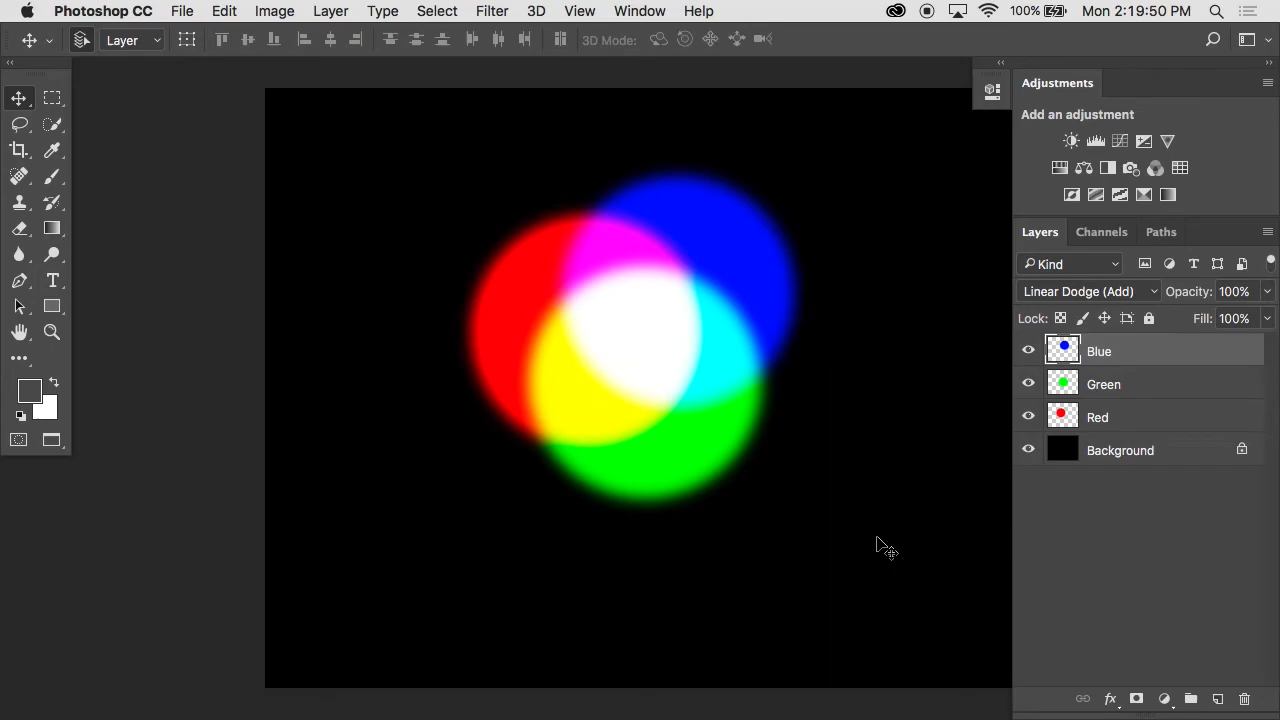 Photoshop CC File Edit Image Layer Type Select Filter 3D View Window Help 100% Mon 2:19:50 PM
Layer 3D Mode:
Adjustments
Add an adjustment
Layers Channels Paths
Kind
Linear Dodge (Add) Opacity: 100%
Lock: Fill: 100%
Blue
Green
Red
Background
fx